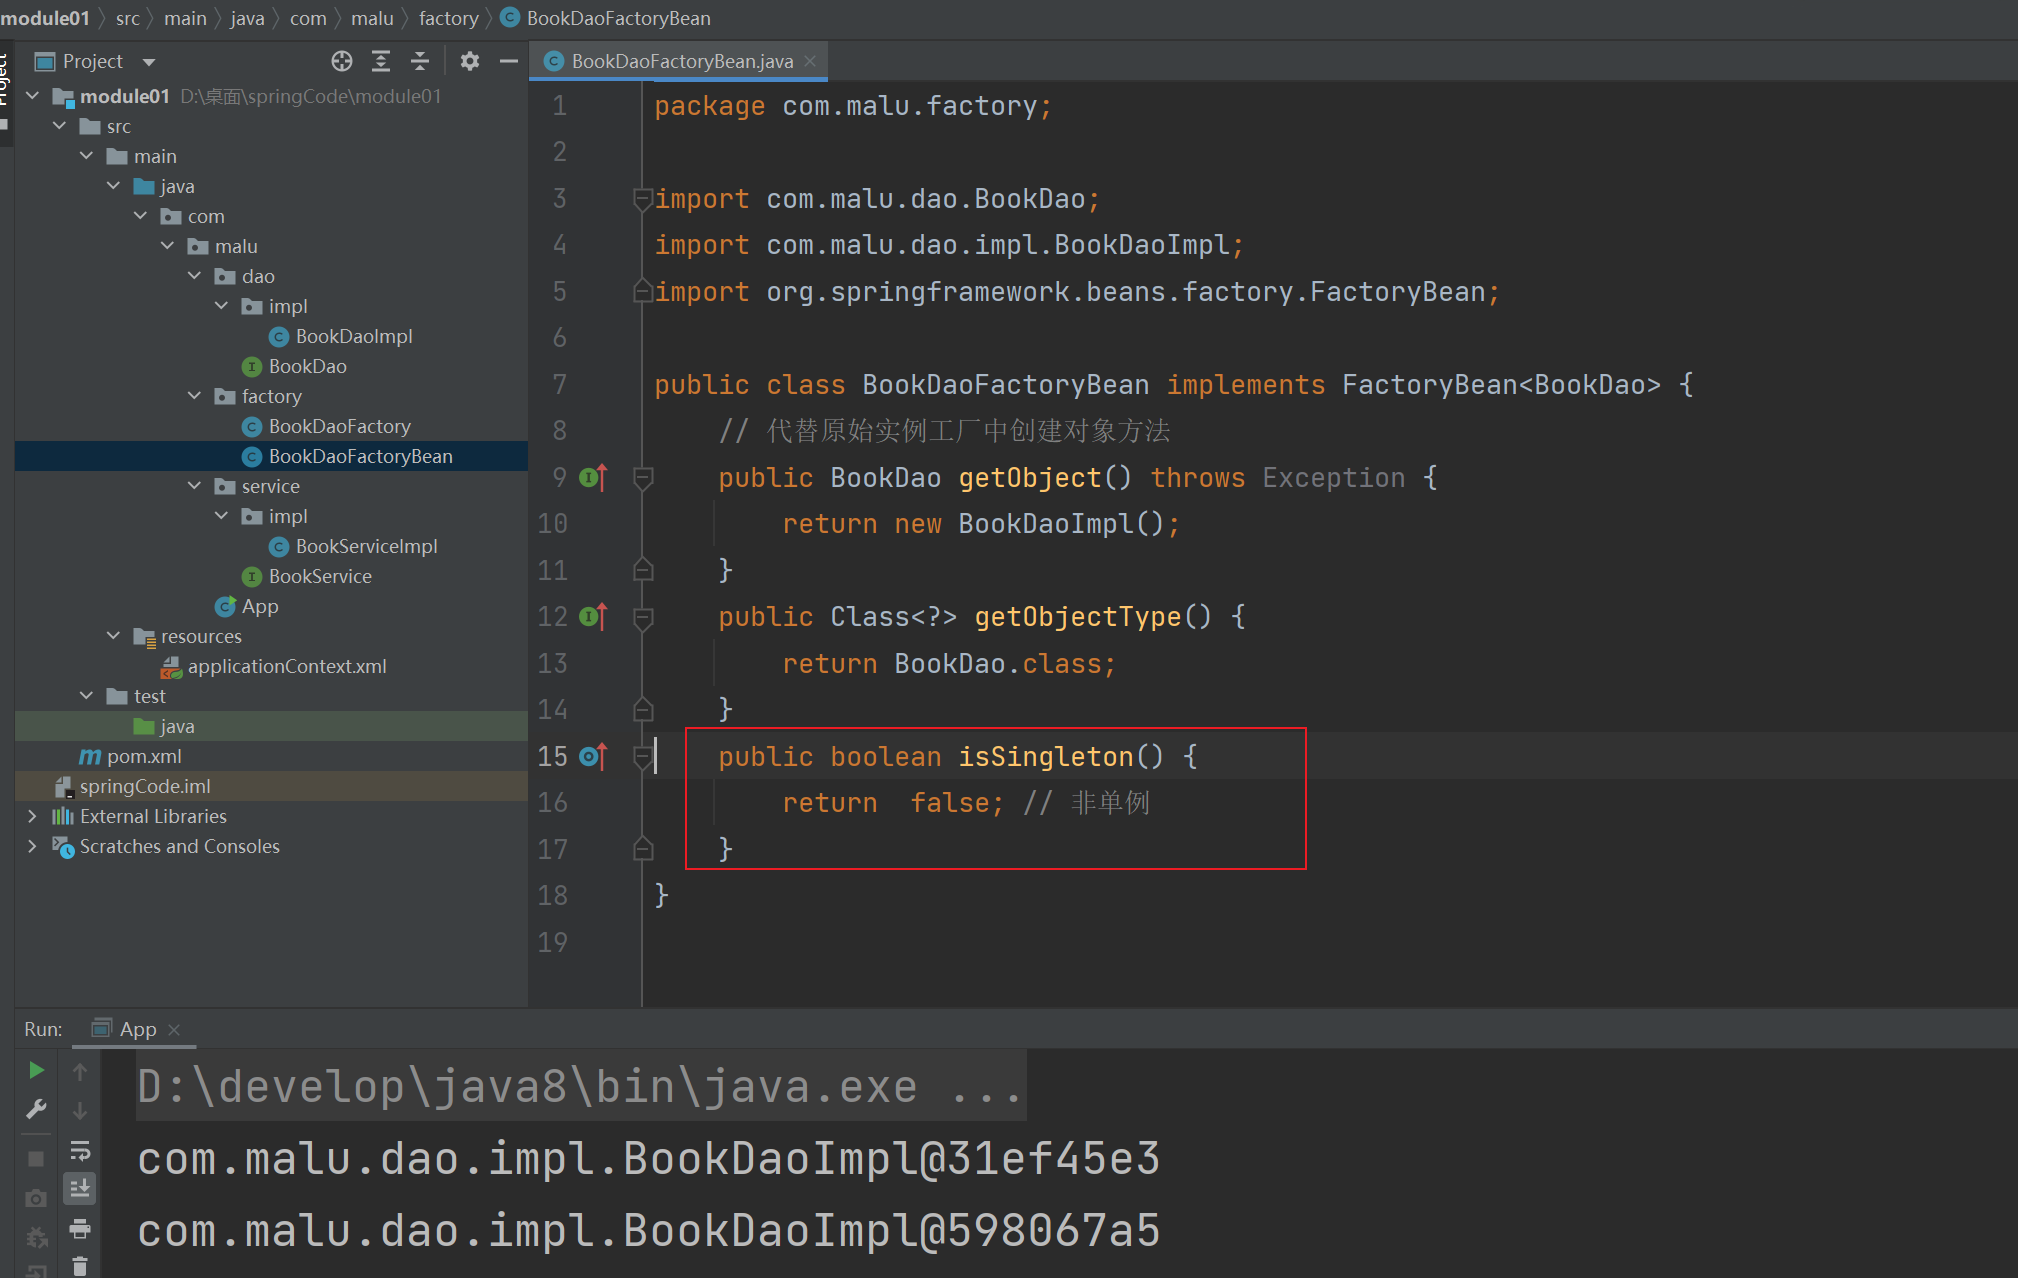 module01 〉 src 〉 main 〉 java 〉 com 〉 malu 〉 factory 〉 BookDaoFactoryBean
Project
Project
module01 D:\桌面\springCode\module01
src
main
java
com
malu
dao
impl
BookDaoImpl
BookDao
factory
BookDaoFactory
BookDaoFactoryBean
service
impl
BookServiceImpl
BookService
App
resources
applicationContext.xml
test
java
pom.xml
springCode.iml
External Libraries
Scratches and Consoles
BookDaoFactoryBean.java
1 package com.malu.factory;
2
3 import com.malu.dao.BookDao;
4 import com.malu.dao.impl.BookDaoImpl;
5 import org.springframework.beans.factory.FactoryBean;
6
7 public class BookDaoFactoryBean implements FactoryBean<BookDao> {
8 // 代替原始实例工厂中创建对象方法
9 public BookDao getObject() throws Exception {
10 return new BookDaoImpl();
11 }
12 public Class<?> getObjectType() {
13 return BookDao.class;
14 }
15 public boolean isSingleton() {
16 return  false; // 非单例
17 }
18 }
19
Run: App
D:\develop\java8\bin\java.exe ...
com.malu.dao.impl.BookDaoImpl@31ef45e3
com.malu.dao.impl.BookDaoImpl@598067a5